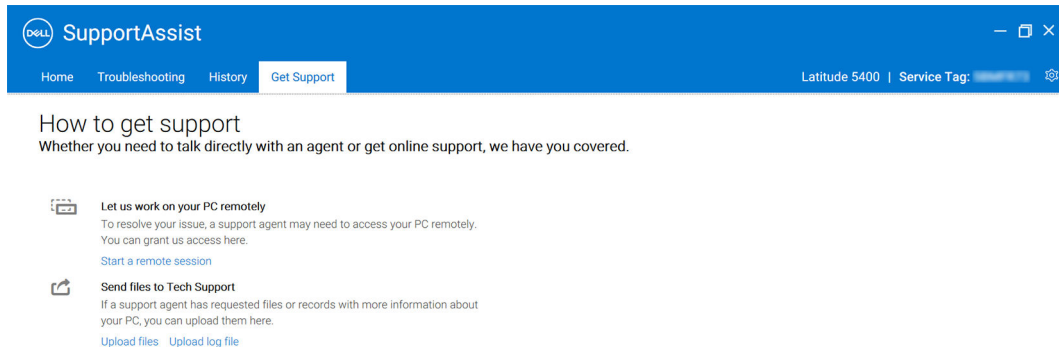 DELL SupportAssist
Home Troubleshooting History Get Support Latitude 5400 | Service Tag:
How to get support
Whether you need to talk directly with an agent or get online support, we have you covered.
Let us work on your PC remotely
To resolve your issue, a support agent may need to access your PC remotely.
You can grant us access here.
Start a remote session
Send files to Tech Support
If a support agent has requested files or records with more information about
your PC, you can upload them here.
Upload files Upload log file